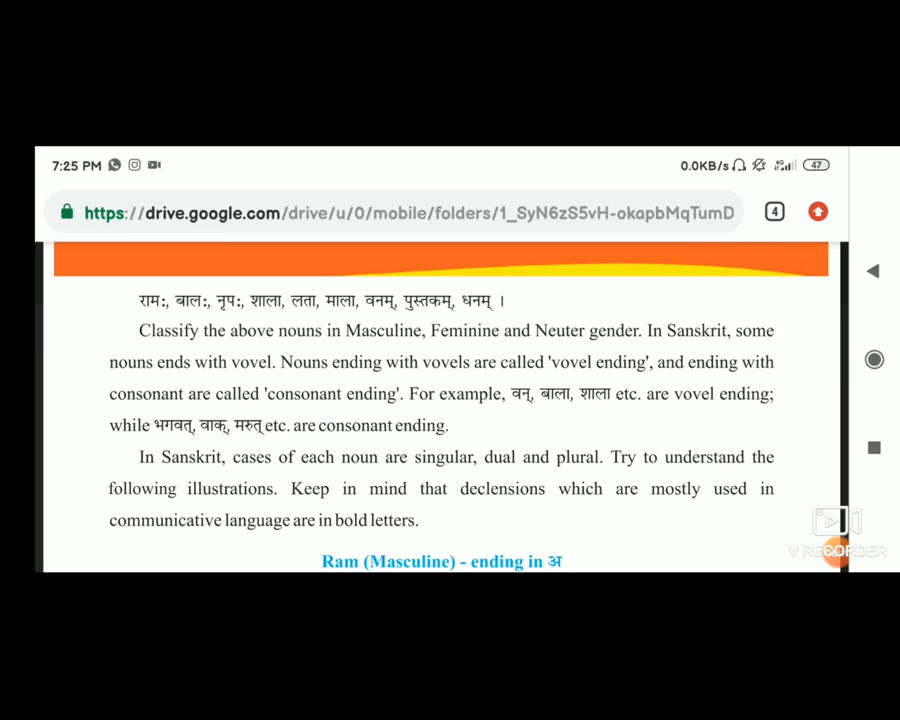 7:25 PM
0.0KB/s 4G 47
https://drive.google.com/drive/u/0/mobile/folders/1_SyN6zS5vH-okapbMqTumD
4
रामः, बालः, नृपः, शाला, लता, माला, वनम्, पुस्तकम्, धनम् ।
Classify the above nouns in Masculine, Feminine and Neuter gender. In Sanskrit, some
nouns ends with vovel. Nouns ending with vovels are called 'vovel ending', and ending with
consonant are called 'consonant ending'. For example, वन्, बाला, शाला etc. are vovel ending;
while भगवत्, वाक्, मरुत् etc. are consonant ending.
In Sanskrit, cases of each noun are singular, dual and plural. Try to understand the
following illustrations. Keep in mind that declensions which are mostly used in
communicative language are in bold letters.
V RECORDER
Ram (Masculine) - ending in अ